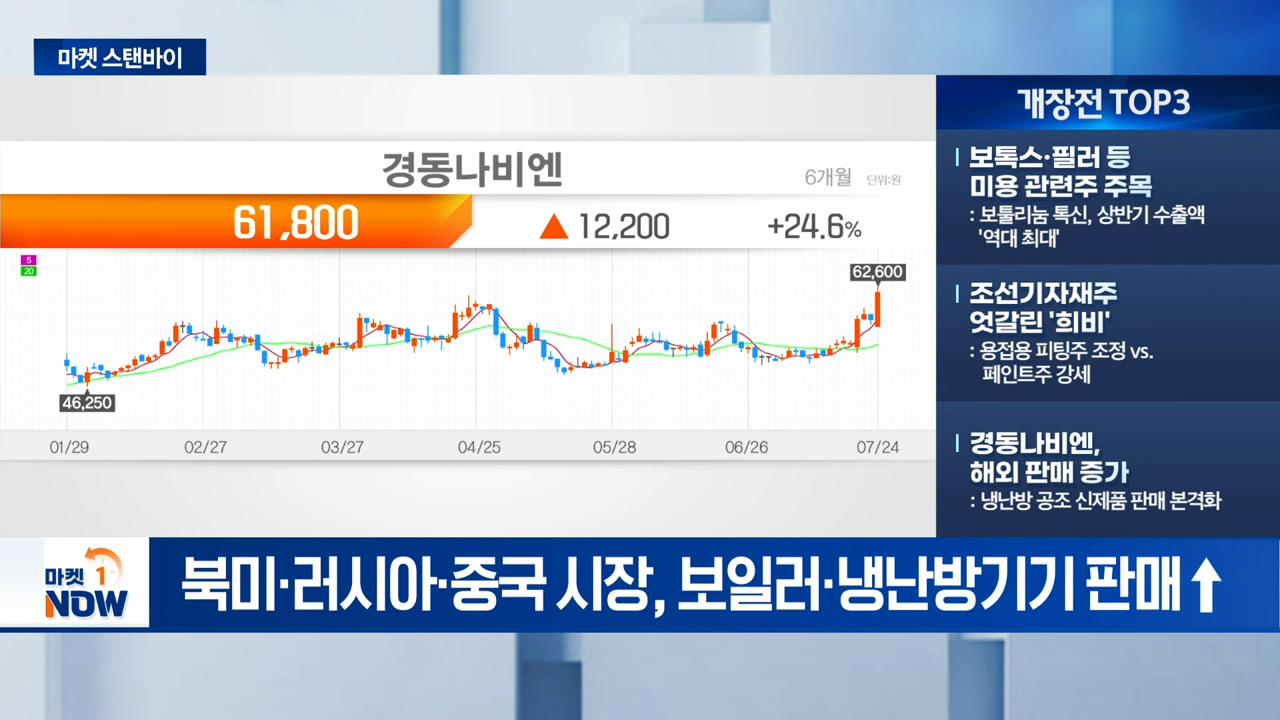 마켓 스탠바이
경동나비엔
6개월 단위:원
61,800 ▲ 12,200 +24.6%
5
20
62,600
46,250
01/29 02/27 03/27 04/25 05/28 06/26 07/24
개장전 TOP3
보톡스·필러 등
미용 관련주 주목
: 보툴리눔 톡신, 상반기 수출액
'역대 최대'
조선기자재주
엇갈린 '희비'
: 용접용 피팅주 조정 vs.
페인트주 강세
경동나비엔,
해외 판매 증가
: 냉난방 공조 신제품 판매 본격화
마켓 1
NOW
북미·러시아·중국 시장, 보일러·냉난방기기 판매↑